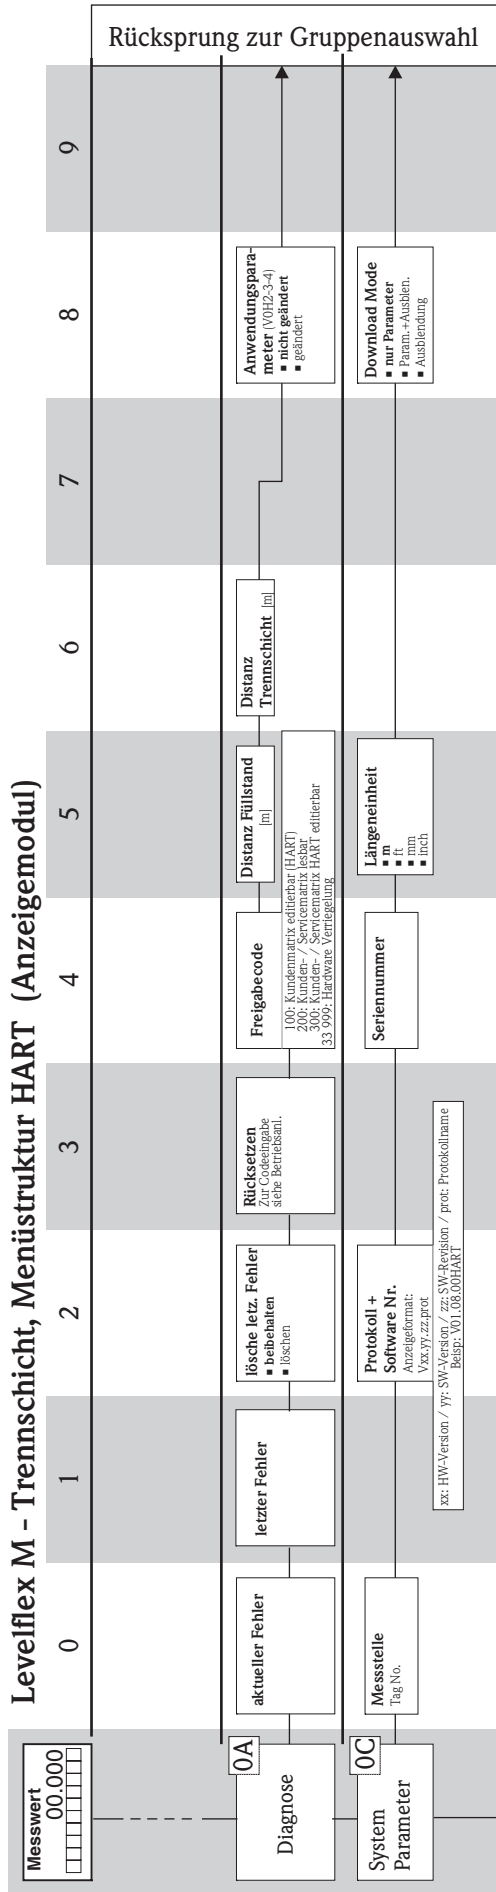 Levelflex M - Trennschicht, Menüstruktur HART (Anzeigemodul)
Messwert
00.000
0 1 2 3 4 5 6 7 8 9
Rücksprung zur Gruppenauswahl
0A
Diagnose
aktueller Fehler
letzter Fehler
lösche letz. Fehler
■ beibehalten
■ löschen
Rücksetzen
Zur Codeeingabe
siehe Betriebsanl.
Freigabecode
100: Kundenmatrix editierbar (HART)
200: Kunden- / Servicematrix lesbar
300: Kunden- / Servicematrix HART editierbar
33 999: Hardware Verriegelung
Distanz Füllstand
[m]
Distanz
Trennschicht [m]
Anwendungspara-
meter (V0H2-3-4)
■ nicht geändert
■ geändert
0C
System
Parameter
Messstelle
Tag No.
Protokoll +
Software Nr.
Anzeigeformat:
Vxx.yy.zz.prot
xx: HW-Version / yy: SW-Version / zz: SW-Revision / prot: Protokollname
Beisp: V01.08.00HART
Seriennummer
Längeneinheit
■ m
■ ft
■ mm
■ inch
Download Mode
■ nur Parameter
■ Param.+Ausblen.
■ Ausblendung